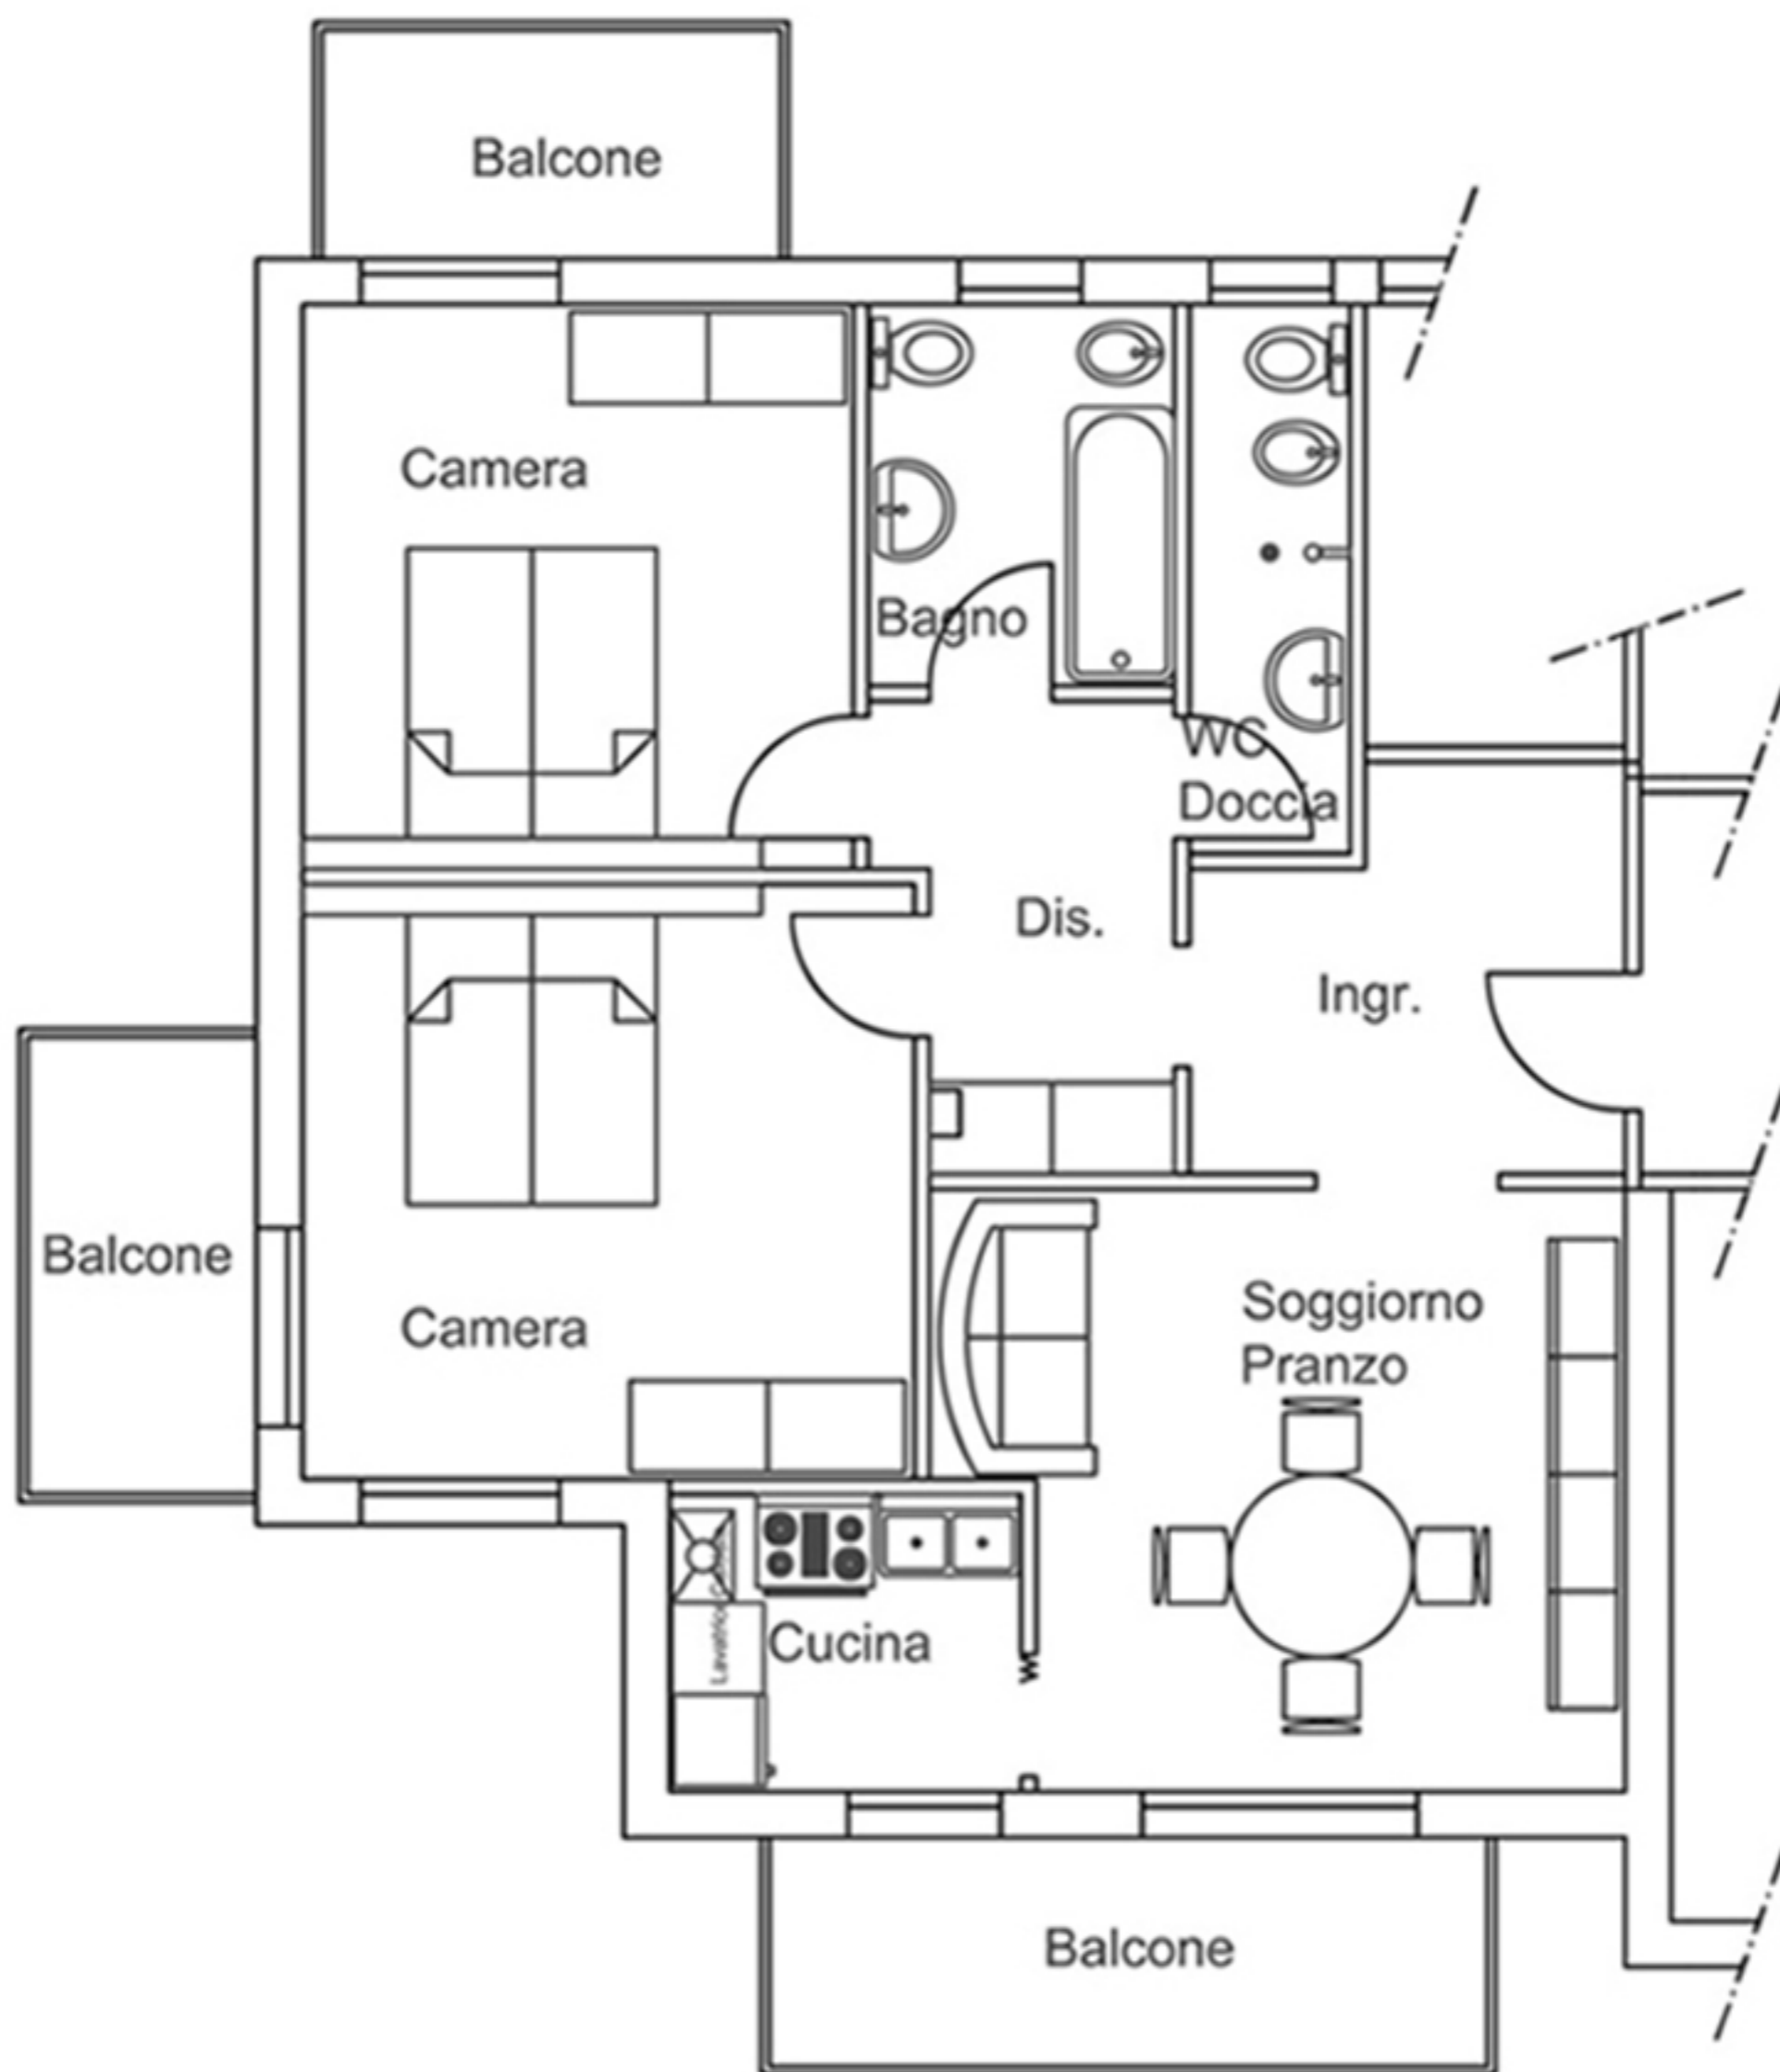 Balcone
Camera
Bagno
WC
Doccia
Dis.
Ingr.
Balcone
Camera
Soggiorno
Pranzo
Cucina
Balcone